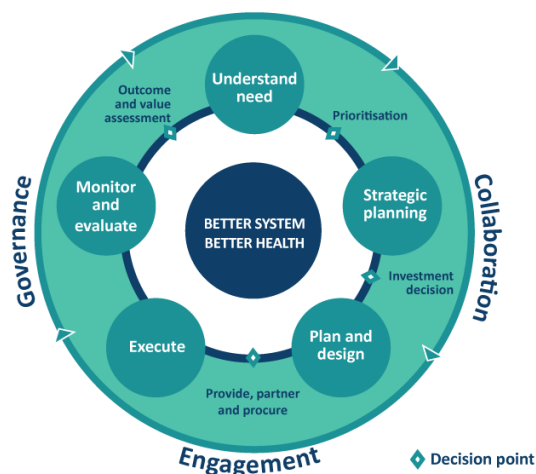 Understand
need
Outcome
and value
assessment
Prioritisation
Monitor
and
evaluate
Strategic
planning
BETTER SYSTEM
BETTER HEALTH
Governance
Collaboration
Investment
decision
Execute
Plan and
design
Provide, partner
and procure
Engagement
Decision point